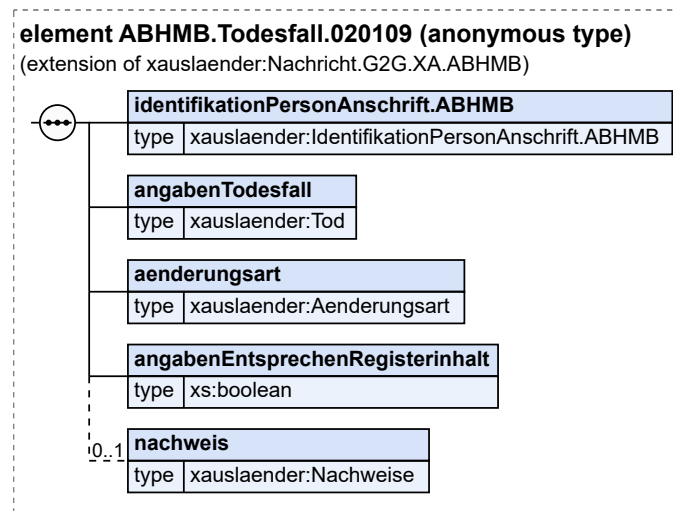 element ABHMB.Todesfall.020109 (anonymous type)
(extension of xauslaender:Nachricht.G2G.XA.ABHMB)
identifikationPersonAnschrift.ABHMB
type xauslaender:IdentifikationPersonAnschrift.ABHMB
angabenTodesfall
type xauslaender:Tod
aenderungsart
type xauslaender:Aenderungsart
angabenEntsprechenRegisterinhalt
type xs:boolean
0..1 nachweis
type xauslaender:Nachweise